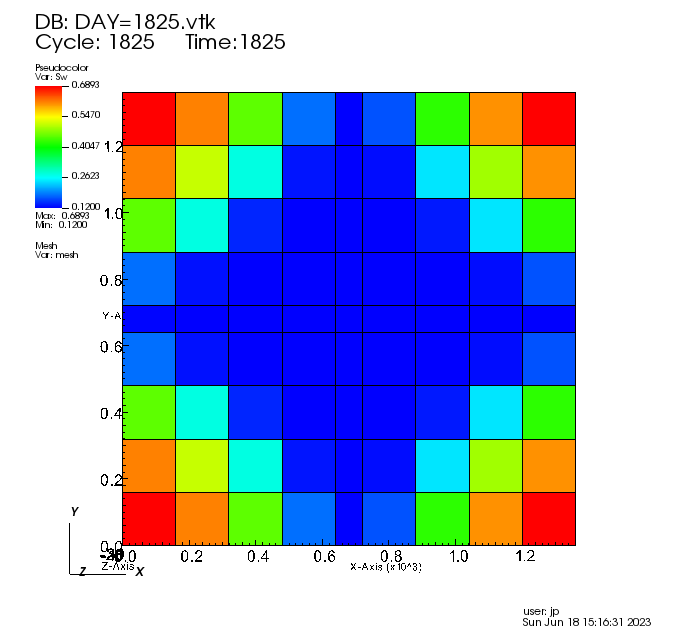 DB: DAY=1825.vtk
Cycle: 1825 Time:1825
Pseudocolor
Var: Sw
0.6893
0.5470
0.4047
0.2623
0.1200
Max: 0.6893
Min: 0.1200
Mesh
Var: mesh
1.2
1.0
0.8
Y-A
0.6
0.4
0.2
0.0
0.0 0.2 0.4 0.6 0.8 1.0 1.2
Z-Axis
X-Axis (x10^3)
Y
Z X
user: jp
Sun Jun 18 15:16:31 2023